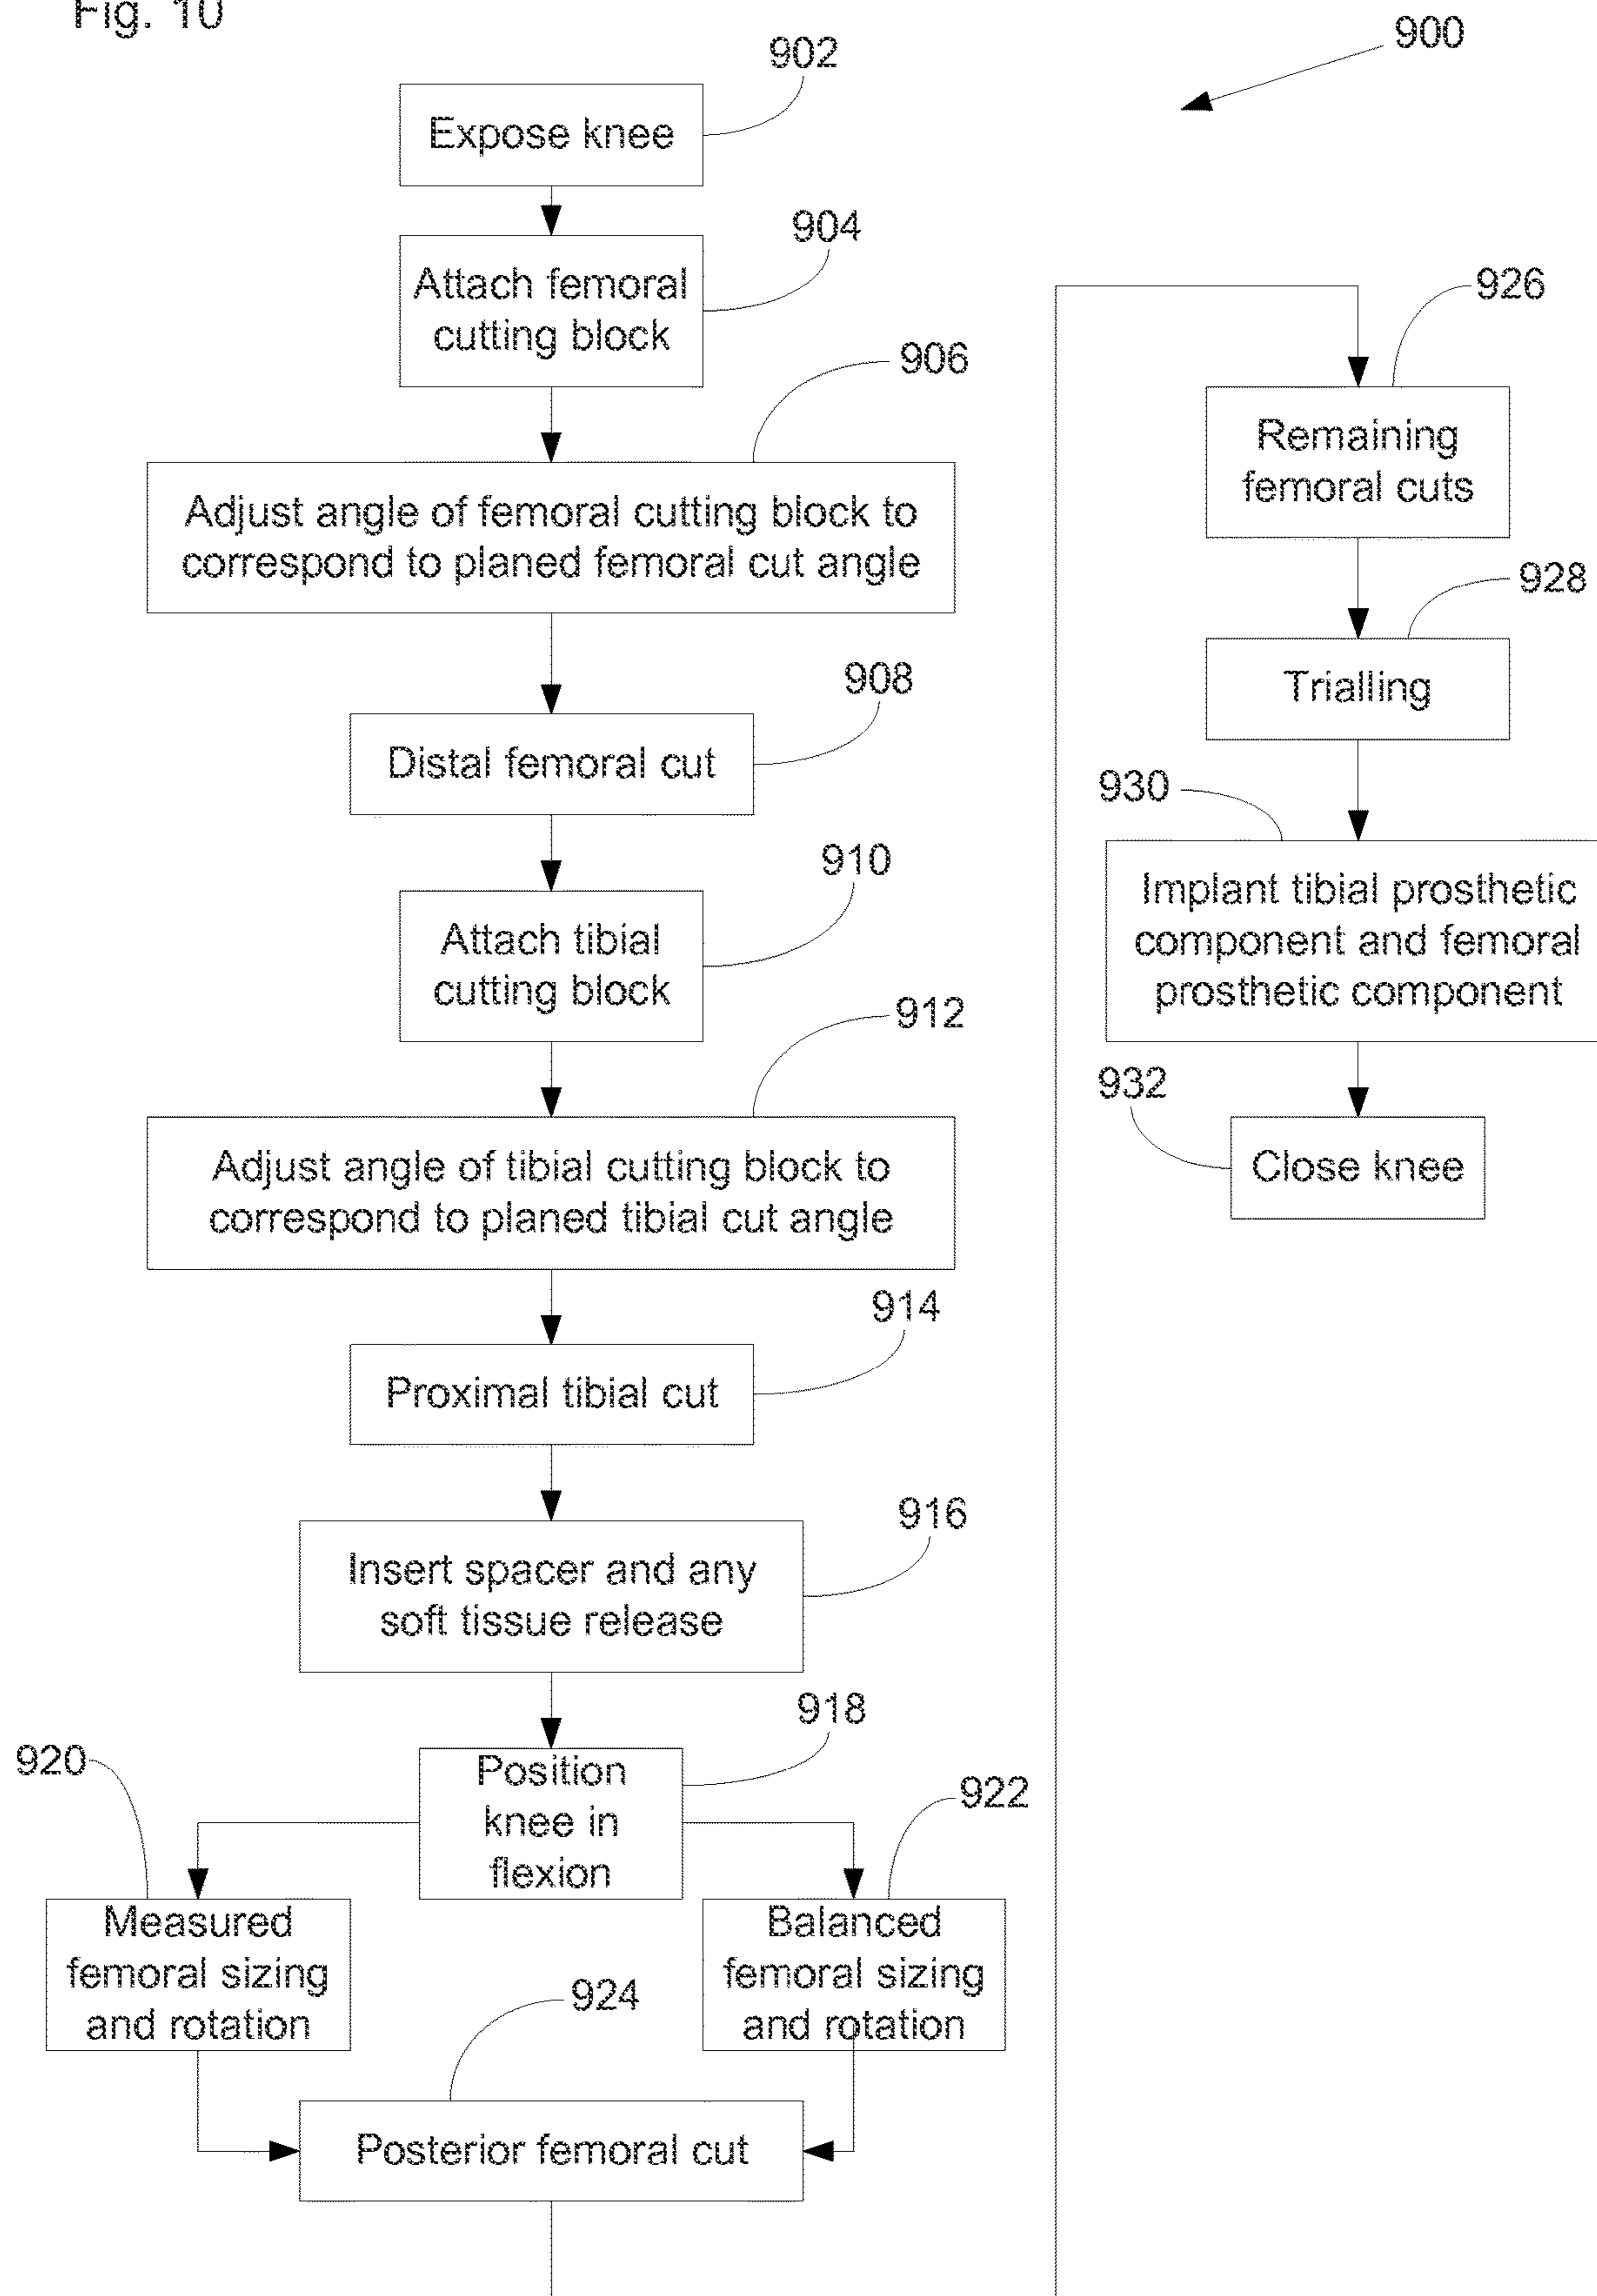 Fig. 10
900
902
Expose knee
904
Attach femoral
cutting block
906
Adjust angle of femoral cutting block to
correspond to planed femoral cut angle
908
Distal femoral cut
910
Attach tibial
cutting block
912
Adjust angle of tibial cutting block to
correspond to planed tibial cut angle
914
Proximal tibial cut
916
Insert spacer and any
soft tissue release
918
Position
knee in
flexion
920
Measured
femoral sizing
and rotation
922
Balanced
femoral sizing
and rotation
924
Posterior femoral cut
926
Remaining
femoral cuts
928
Trialling
930
Implant tibial prosthetic
component and femoral
prosthetic component
932
Close knee